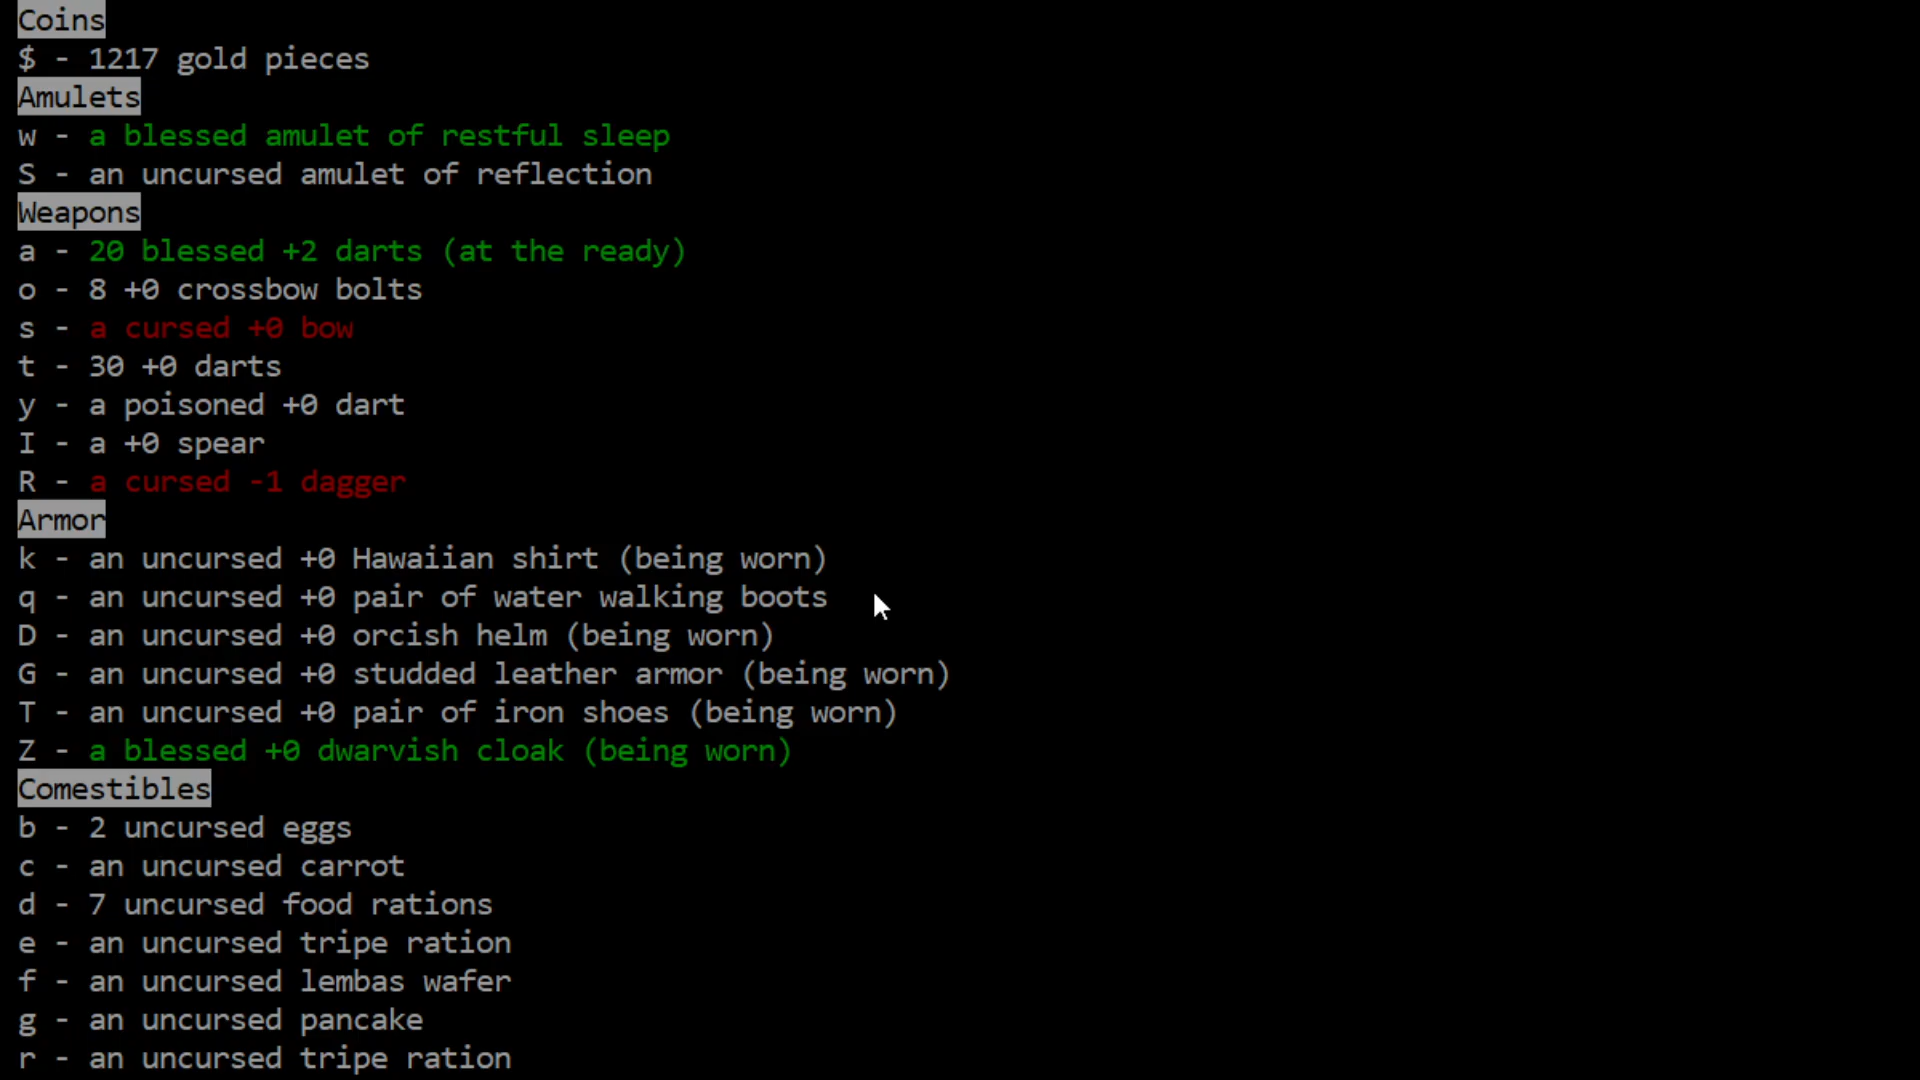 Coins
$ - 1217 gold pieces
Amulets
w - a blessed amulet of restful sleep
S - an uncursed amulet of reflection
Weapons
a - 20 blessed +2 darts (at the ready)
o - 8 +0 crossbow bolts
s - a cursed +0 bow
t - 30 +0 darts
y - a poisoned +0 dart
I - a +0 spear
R - a cursed -1 dagger
Armor
k - an uncursed +0 Hawaiian shirt (being worn)
q - an uncursed +0 pair of water walking boots
D - an uncursed +0 orcish helm (being worn)
G - an uncursed +0 studded leather armor (being worn)
T - an uncursed +0 pair of iron shoes (being worn)
Z - a blessed +0 dwarvish cloak (being worn)
Comestibles
b - 2 uncursed eggs
c - an uncursed carrot
d - 7 uncursed food rations
e - an uncursed tripe ration
f - an uncursed lembas wafer
g - an uncursed pancake
r - an uncursed tripe ration